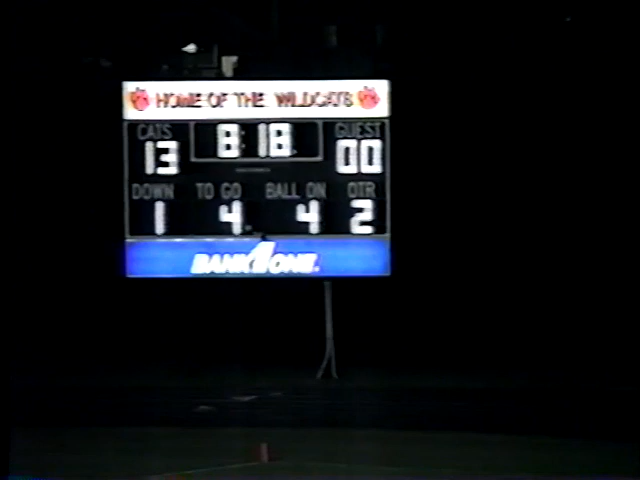 HOME OF THE WILDCATS
CATS 8:18 GUEST
13 00
DOWN TO GO BALL ON QTR
1 4 4 2
BANK ONE